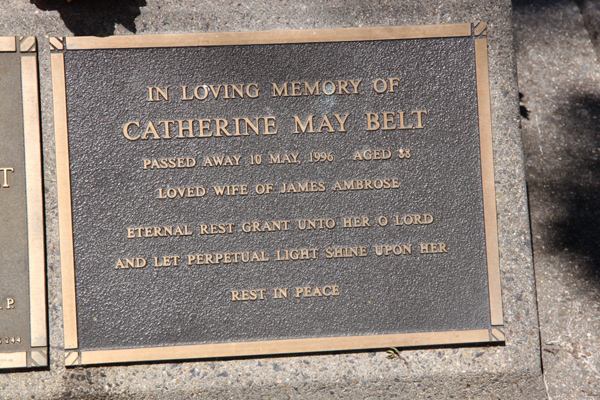 IN LOVING MEMORY OF
CATHERINE MAY BELT
PASSED AWAY 10 MAY, 1996 AGED 88
LOVED WIFE OF JAMES AMBROSE
ETERNAL REST GRANT UNTO HER O LORD
AND LET PERPETUAL LIGHT SHINE UPON HER
REST IN PEACE
T
P.
244